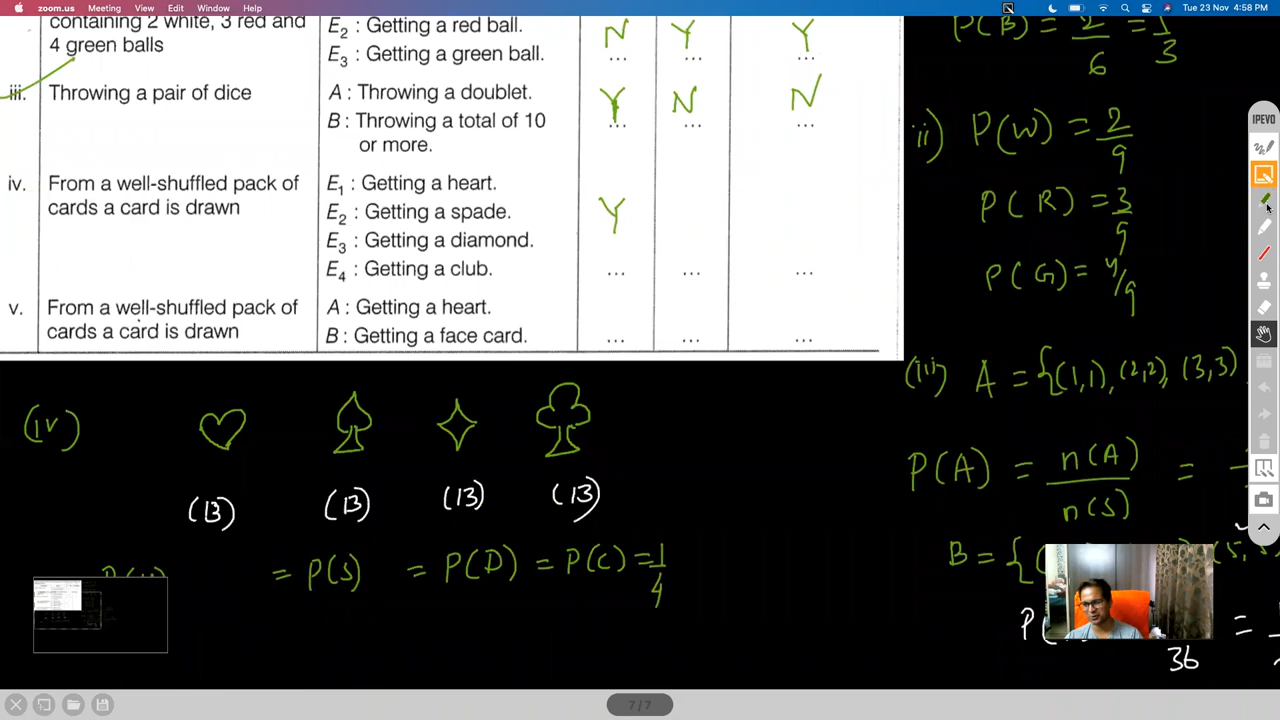 zoom.us Meeting View Edit Window Help Tue 23 Nov 4:58 PM
containing 2 white, 3 red and
4 green balls
E2 : Getting a red ball.
N Y Y
E3 : Getting a green ball.
... ... ...
iii. Throwing a pair of dice
A : Throwing a doublet.
Y N N
B : Throwing a total of 10
or more.
... ... ...
iv. From a well-shuffled pack of
cards a card is drawn
E1 : Getting a heart.
E2 : Getting a spade.
Y
E3 : Getting a diamond.
E4 : Getting a club.
... ... ...
v. From a well-shuffled pack of
cards a card is drawn
A : Getting a heart.
B : Getting a face card.
... ... ...
P(B) = 2/6 = 1/3
ii) P(W) = 2/9
P(R) = 3/9
P(G) = 4/9
(iii) A = {(1,1), (2,2), (3,3)
P(A) = n(A)/n(S) =
B = {(
P(
=
36
(iv)
(13) (13) (13) (13)
= P(S) = P(D) = P(C) = 1/4
IPEVO
7 / 7